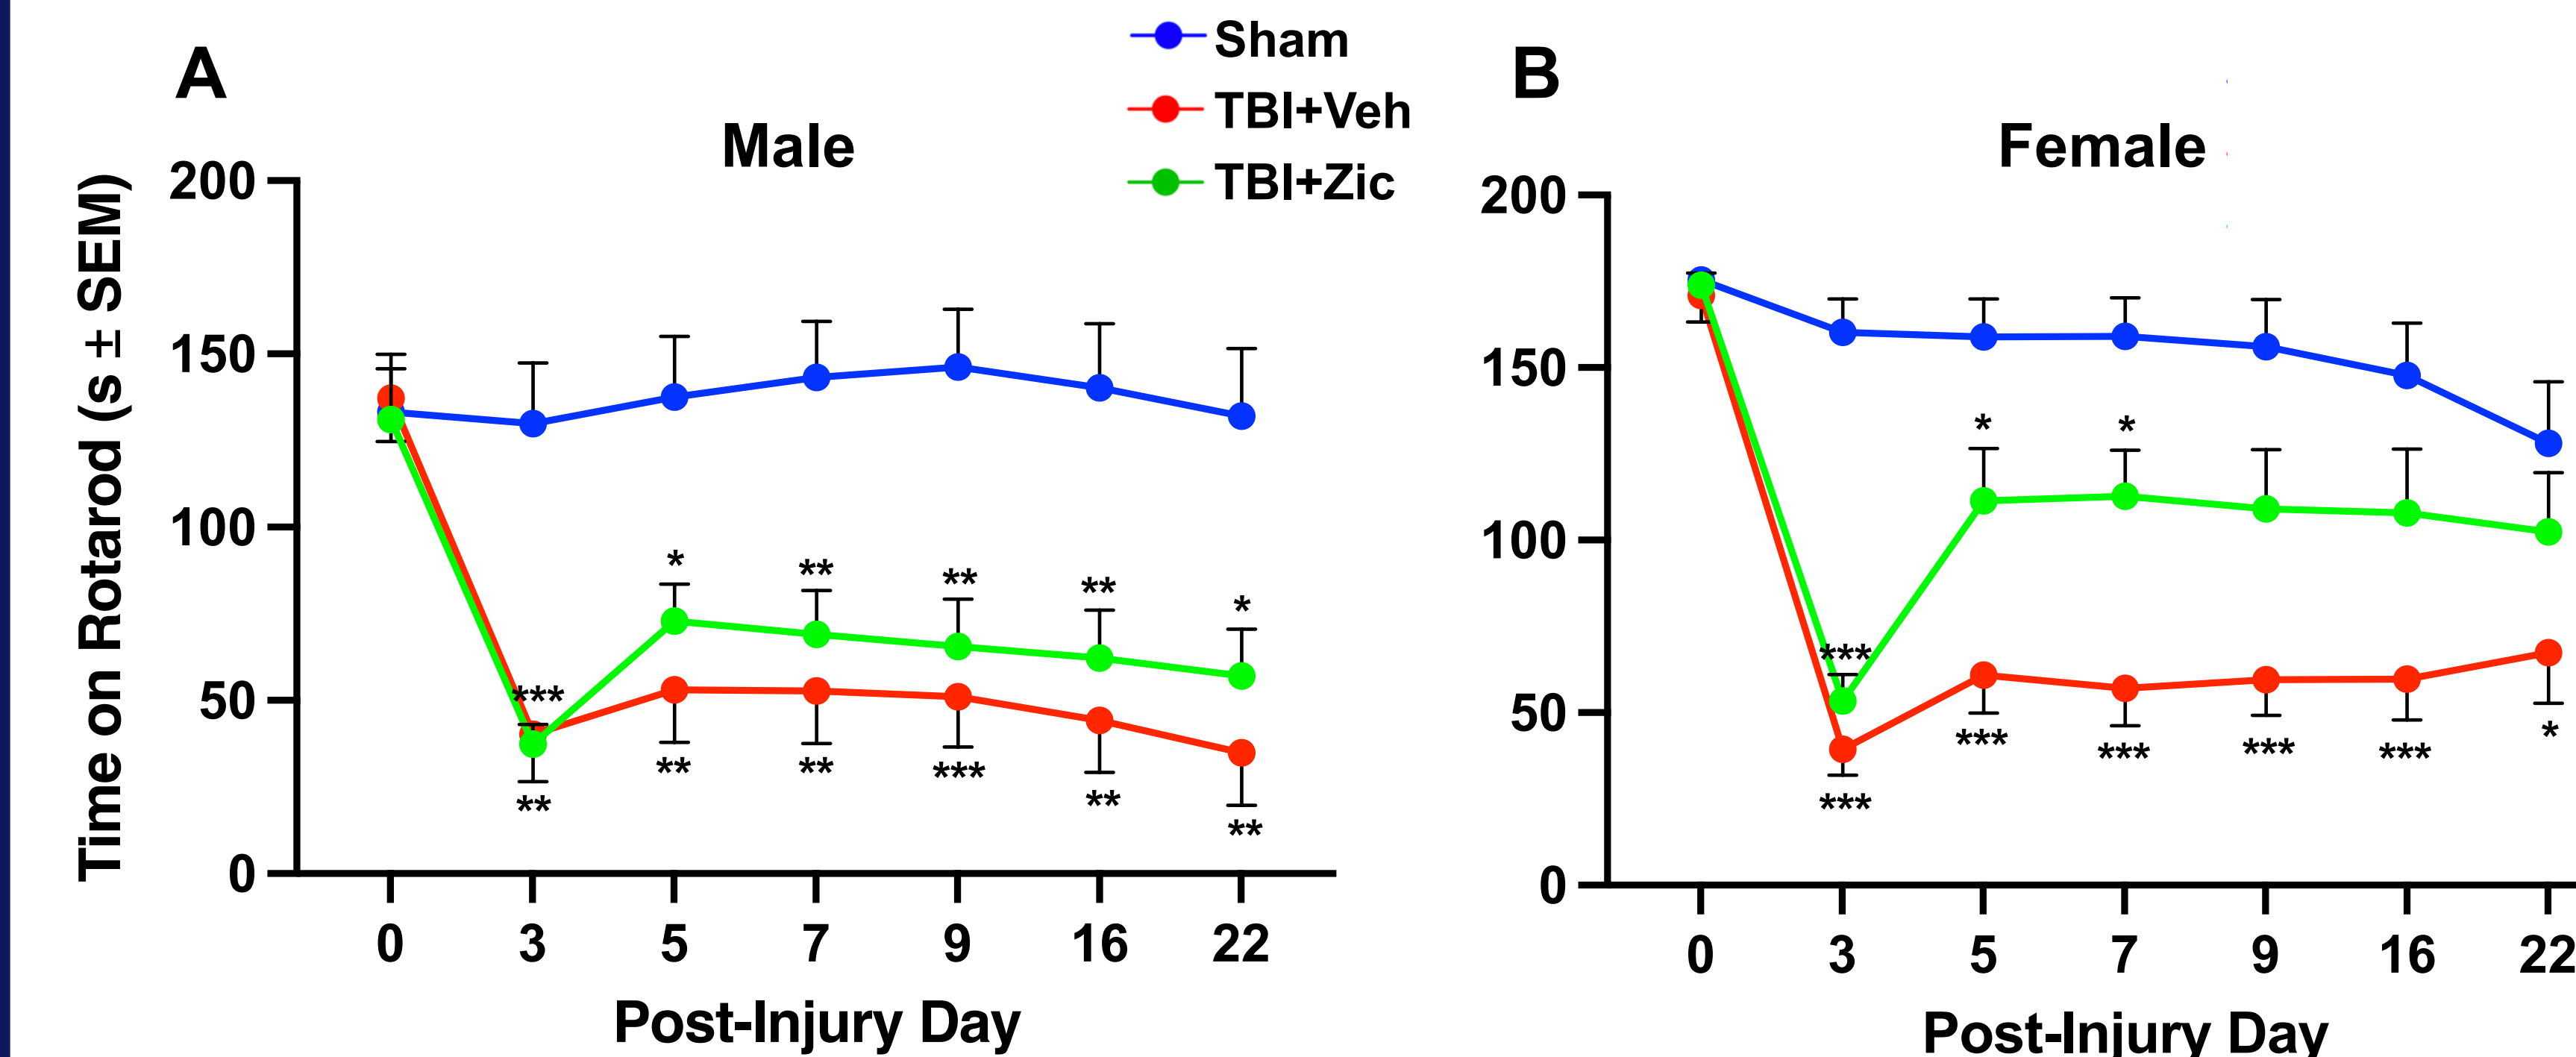 A
Male
Sham
TBI+Veh
TBI+Zic
Time on Rotarod (s ± SEM)
200
150
100
50
0
***
**
*
**
**
**
**
***
**
**
*
**
0 3 5 7 9 16 22
Post-Injury Day
B
Female
200
150
100
50
0
***
***
*
***
*
***
***
***
*
0 3 5 7 9 16 22
Post-Injury Day